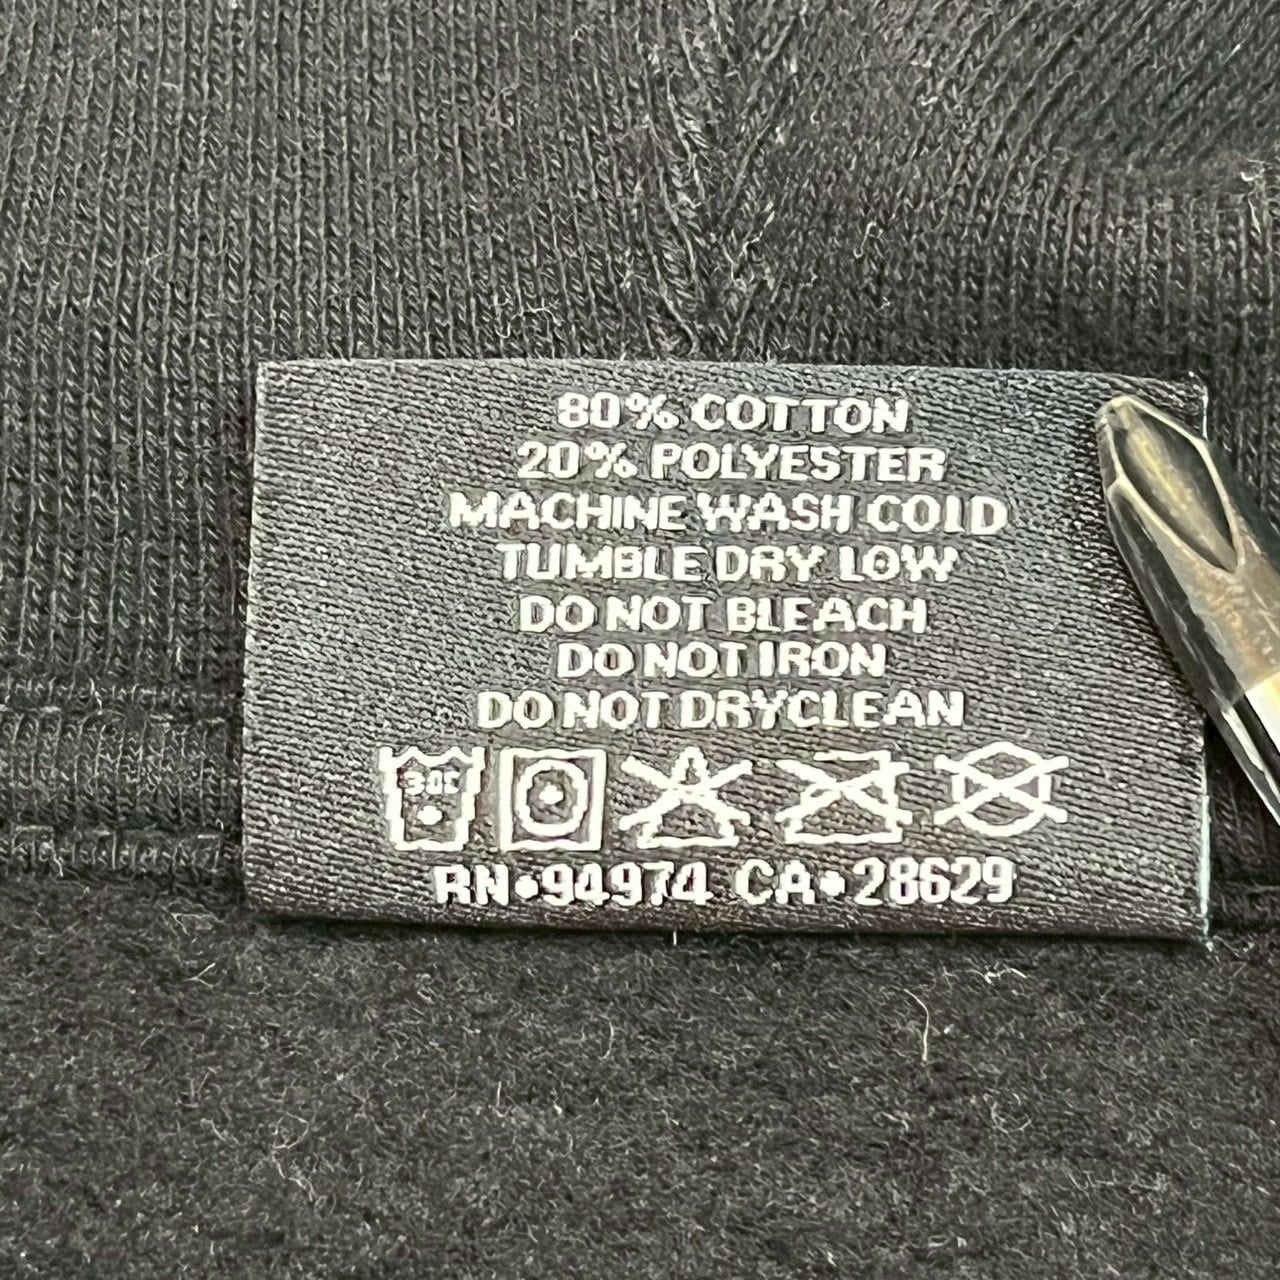 80% COTTON
20% POLYESTER
MACHINE WASH COLD
TUMBLE DRY LOW
DO NOT BLEACH
DO NOT IRON
DO NOT DRYCLEAN
30C
RN•94974 CA•28629